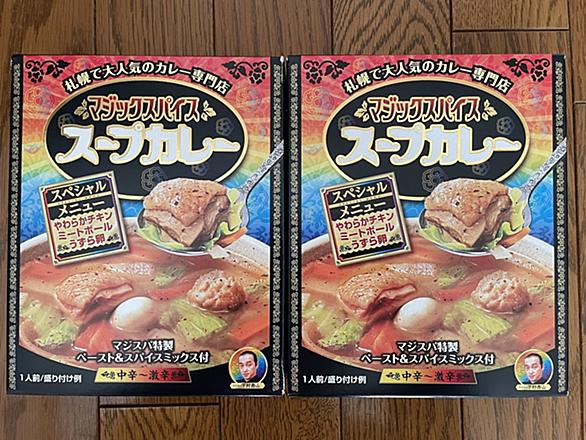 札幌で大人気のカレー専門店
マジックスパイス
スープカレー
スペシャル
メニュー
やわらかチキン
ミートボール
うずら卵
マジスパ特製
ペースト&スパイスミックス付
1人前/盛り付け例
中辛〜激辛
札幌で大人気のカレー専門店
マジックスパイス
スープカレー
スペシャル
メニュー
やわらかチキン
ミートボール
うずら卵
マジスパ特製
ペースト&スパイスミックス付
1人前/盛り付け例
中辛〜激辛